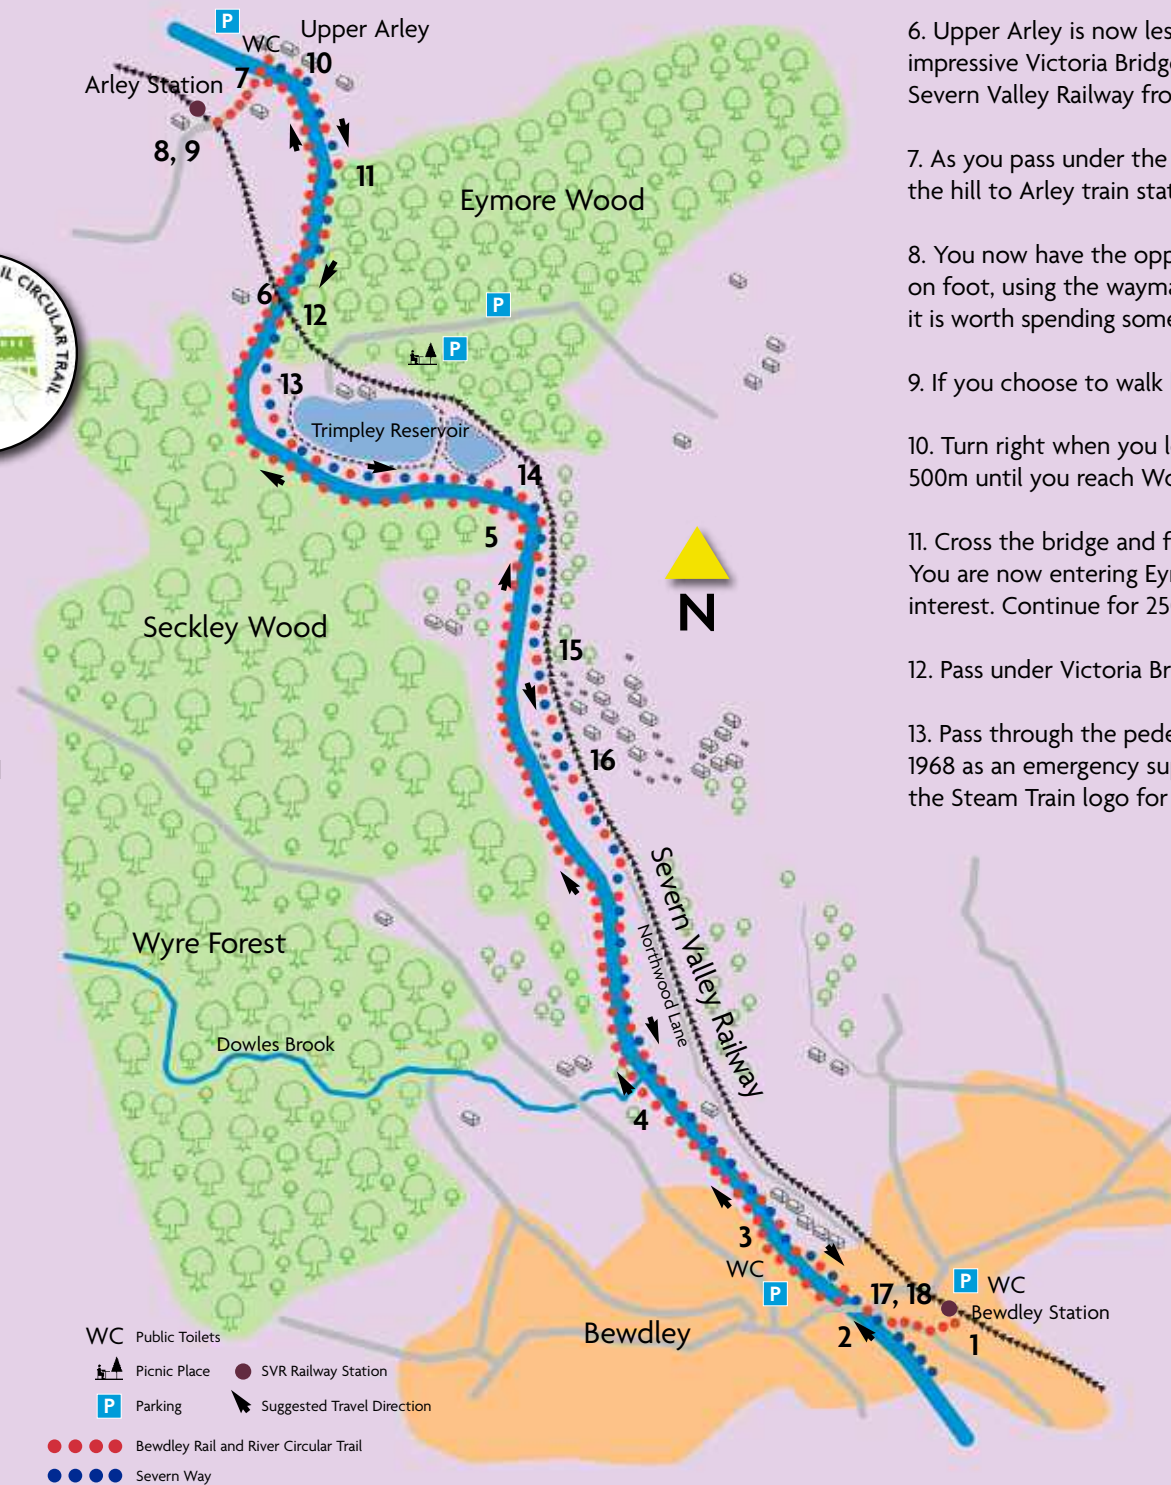 P
WC
Upper Arley
10
7
Arley Station
8, 9
11
Eymore Wood
6
12
P
P
13
Trimpley Reservoir
14
5
N
Seckley Wood
15
16
Severn Valley Railway
Northwood Lane
Wyre Forest
Dowles Brook
4
3
WC
P
17, 18
P WC
Bewdley Station
2
1
Bewdley
IL CIRCULAR TRAIL
WC Public Toilets
Picnic Place
SVR Railway Station
P Parking
Suggested Travel Direction
Bewdley Rail and River Circular Trail
Severn Way
6. Upper Arley is now les
impressive Victoria Bridg
Severn Valley Railway fro
7. As you pass under the
the hill to Arley train stat
8. You now have the opp
on foot, using the wayma
it is worth spending some
9. If you choose to walk
10. Turn right when you l
500m until you reach Wo
11. Cross the bridge and f
You are now entering Eyr
interest. Continue for 25
12. Pass under Victoria Br
13. Pass through the pede
1968 as an emergency su
the Steam Train logo for